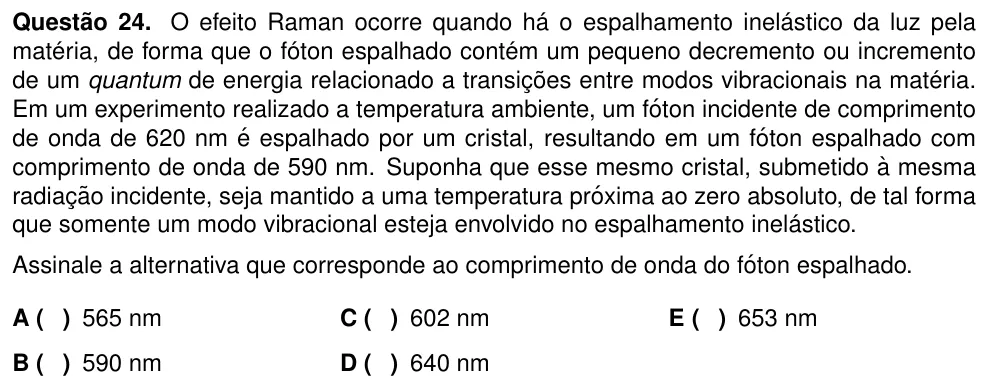 Questão 24. O efeito Raman ocorre quando há o espalhamento inelástico da luz pela
matéria, de forma que o fóton espalhado contém um pequeno decremento ou incremento
de um quantum de energia relacionado a transições entre modos vibracionais na matéria.
Em um experimento realizado a temperatura ambiente, um fóton incidente de comprimento
de onda de 620 nm é espalhado por um cristal, resultando em um fóton espalhado com
comprimento de onda de 590 nm. Suponha que esse mesmo cristal, submetido à mesma
radiação incidente, seja mantido a uma temperatura próxima ao zero absoluto, de tal forma
que somente um modo vibracional esteja envolvido no espalhamento inelástico.
Assinale a alternativa que corresponde ao comprimento de onda do fóton espalhado.
A ( ) 565 nm C ( ) 602 nm E ( ) 653 nm
B ( ) 590 nm D ( ) 640 nm